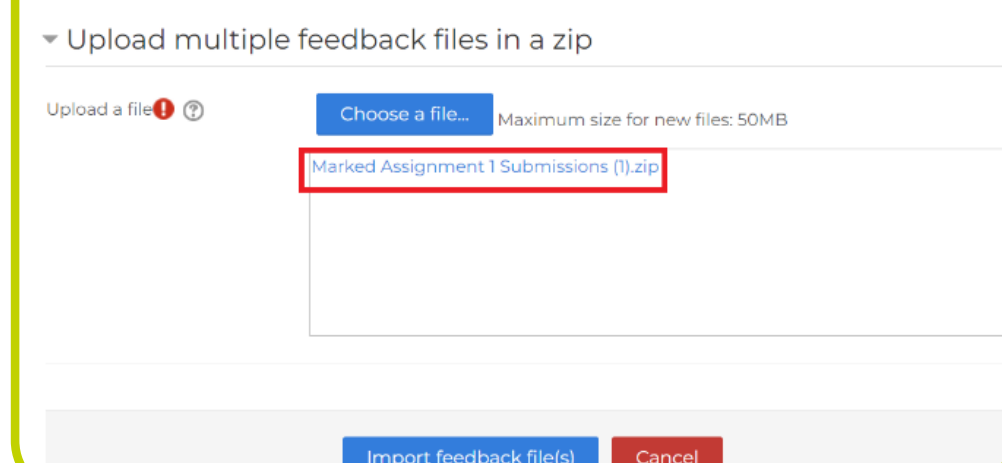 Upload multiple feedback files in a zip
Upload a file
Choose a file... Maximum size for new files: 50MB
Marked Assignment 1 Submissions (1).zip
Import feedback file(s) Cancel